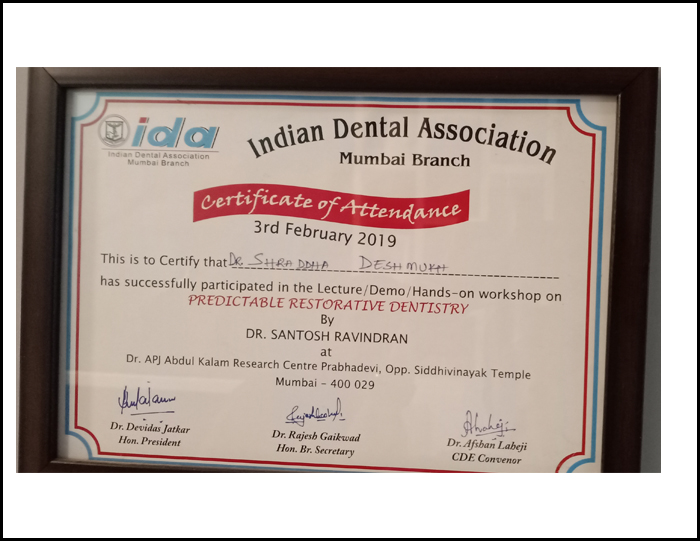 ida
Indian Dental Association
Mumbai Branch
Indian Dental Association
Mumbai Branch
Certificate of Attendance
3rd February 2019
This is to Certify that DR. SHRADDHA DESHMUKH
has successfully participated in the Lecture/Demo/Hands-on workshop on
PREDICTABLE RESTORATIVE DENTISTRY
By
DR. SANTOSH RAVINDRAN
at
Dr. APJ Abdul Kalam Research Centre Prabhadevi, Opp. Siddhivinayak Temple
Mumbai - 400 029
Dr. Devidas Jatkar
Hon. President
Dr. Rajesh Gaikwad
Hon. Br. Secretary
Dr. Afshan Laheji
CDE Convenor